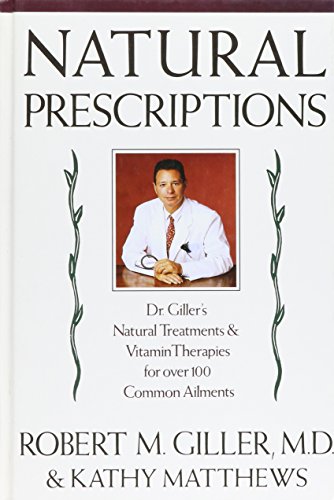 NATURAL
PRESCRIPTIONS
Dr. Giller's
Natural Treatments &
Vitamin Therapies
for over 100
Common Ailments
ROBERT M. GILLER, M.D.
& KATHY MATTHEWS